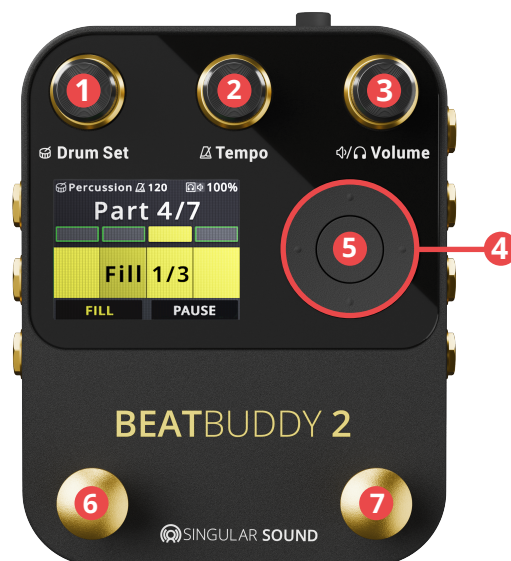 1
2
3
Drum Set
Tempo
/ Volume
Percussion 120 100%
Part 4/7
Fill 1/3
FILL PAUSE
4
5
BEATBUDDY 2
6
7
SINGULAR SOUND